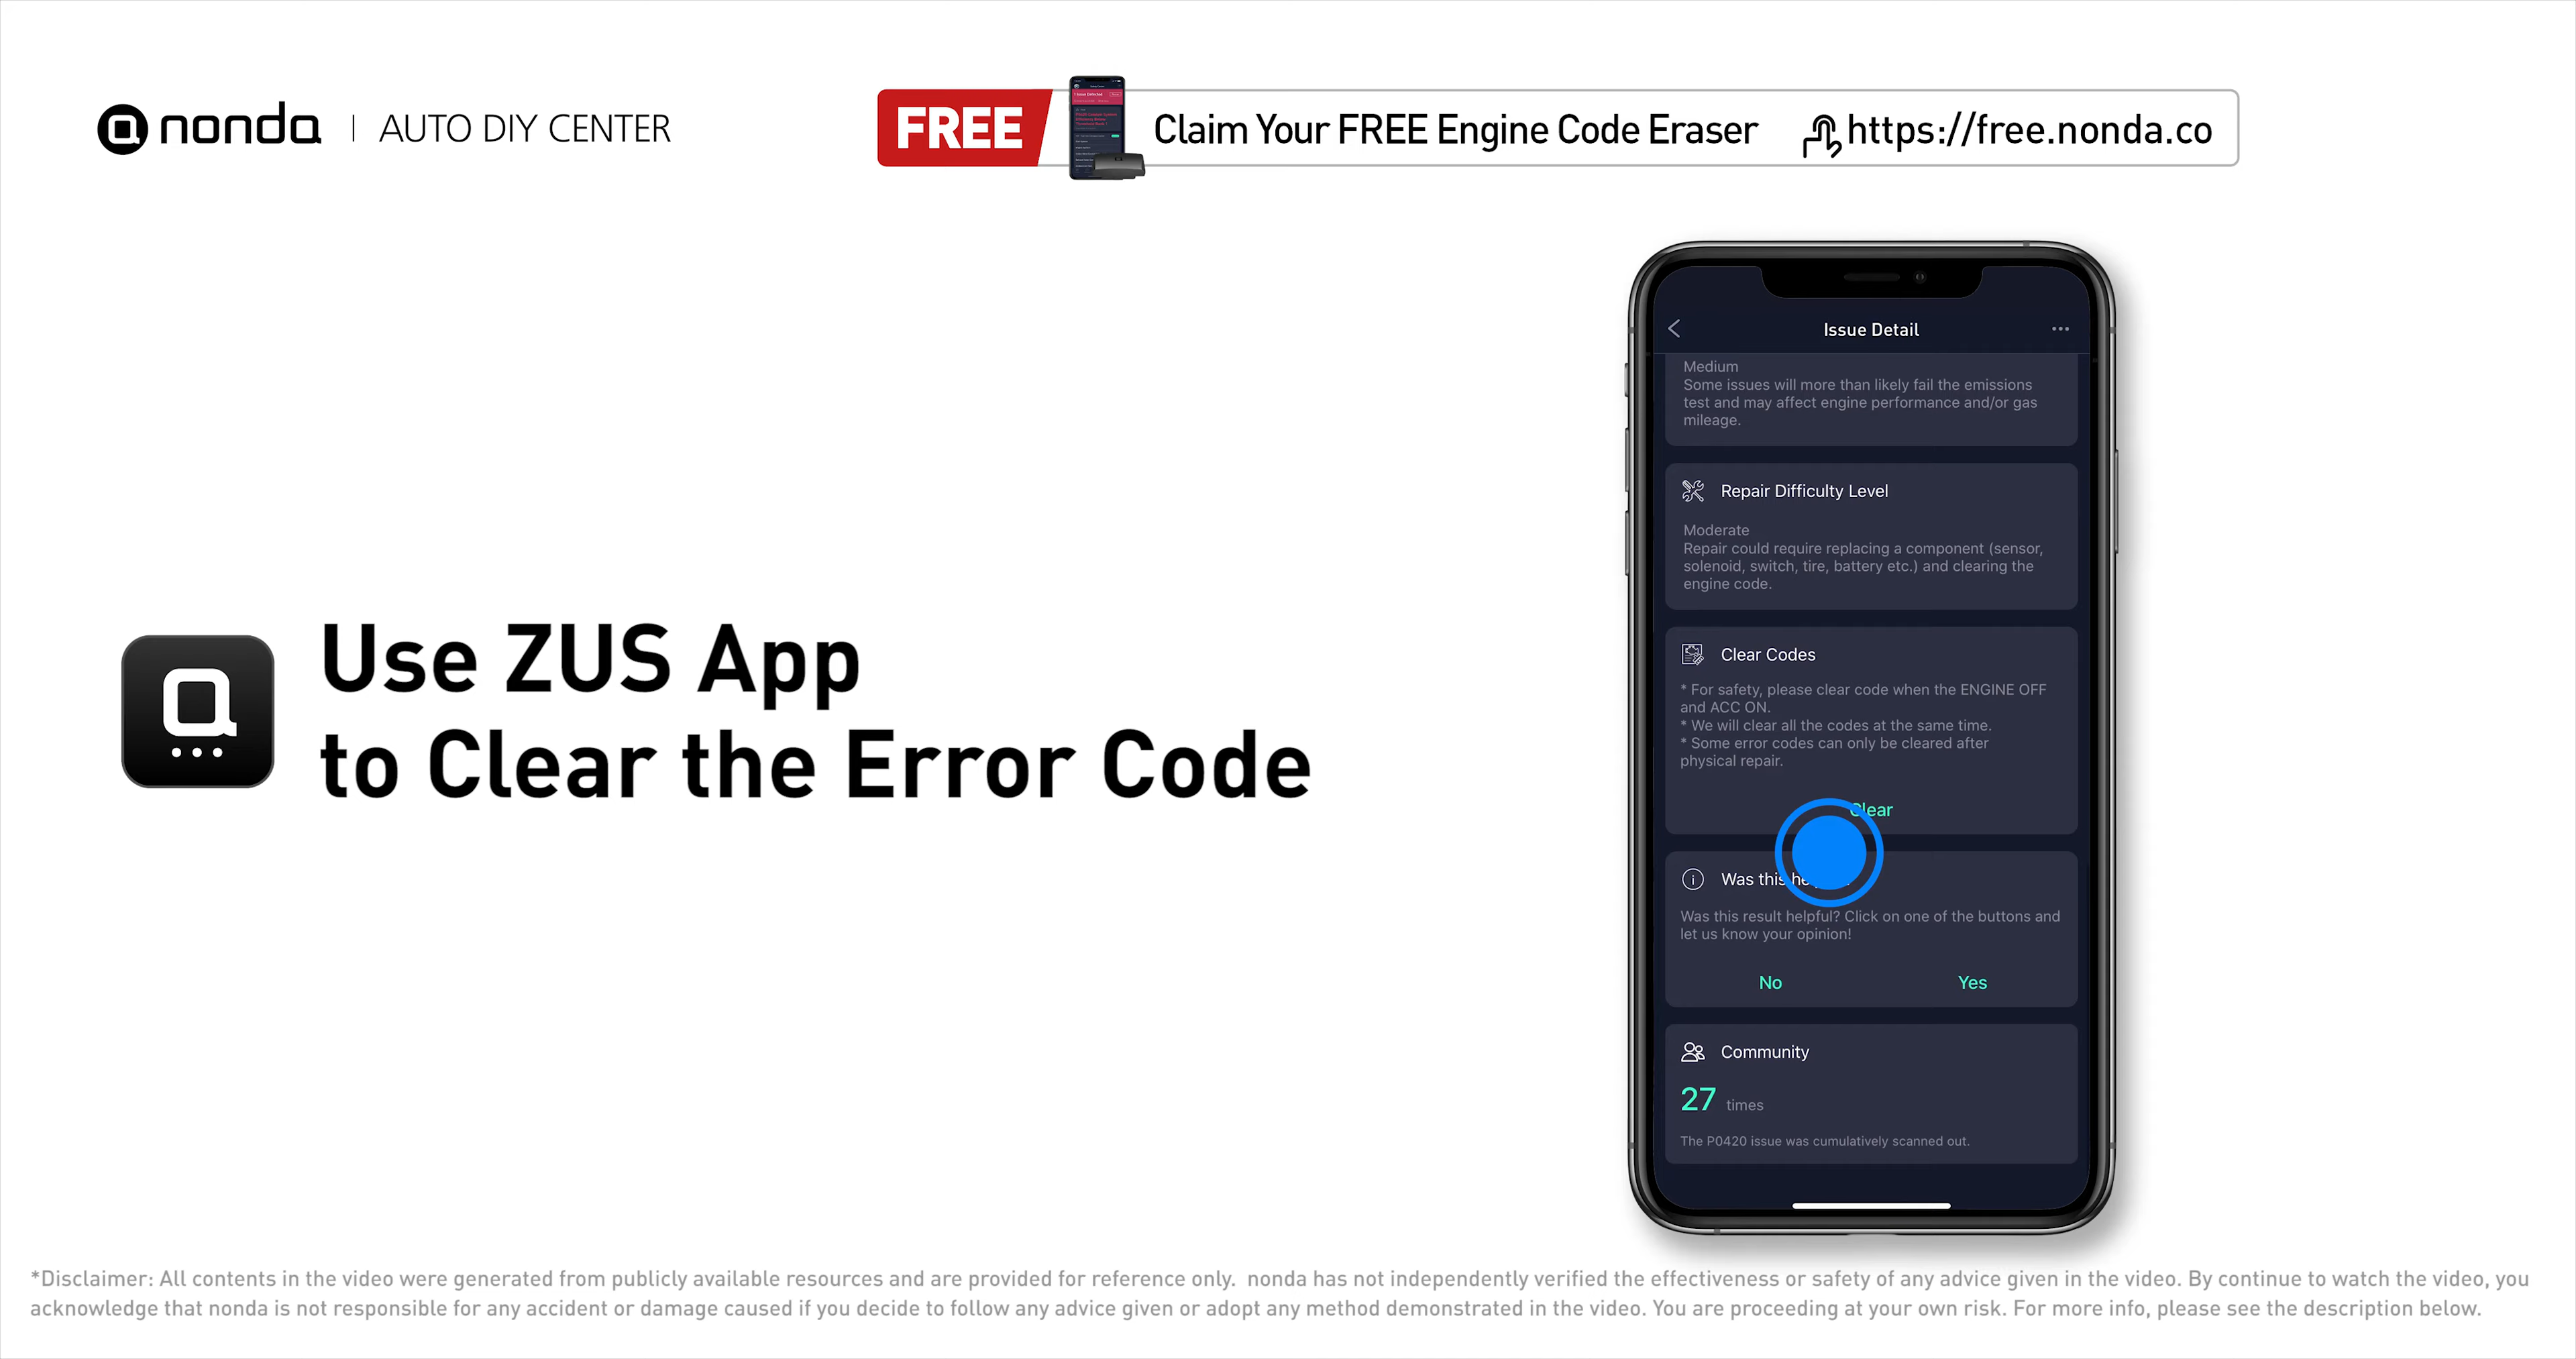 nonda | AUTO DIY CENTER
FREE Claim Your FREE Engine Code Eraser https://free.nonda.co
Use ZUS App
to Clear the Error Code
Issue Detail
Medium
Some issues will more than likely fail the emissions
test and may affect engine performance and/or gas
mileage.
Repair Difficulty Level
Moderate
Repair could require replacing a component (sensor,
solenoid, switch, tire, battery etc.) and clearing the
engine code.
Clear Codes
* For safety, please clear code when the ENGINE OFF
and ACC ON.
* We will clear all the codes at the same time.
* Some error codes can only be cleared after
physical repair.
Clear
Was this
Was this result helpful? Click on one of the buttons and
let us know your opinion!
No Yes
Community
27 times
The P0420 issue was cumulatively scanned out.
*Disclaimer: All contents in the video were generated from publicly available resources and are provided for reference only. nonda has not independently verified the effectiveness or safety of any advice given in the video. By continue to watch the video, you
acknowledge that nonda is not responsible for any accident or damage caused if you decide to follow any advice given or adopt any method demonstrated in the video. You are proceeding at your own risk. For more info, please see the description below.